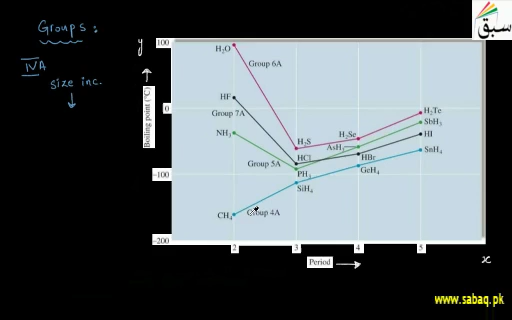 Groups :
IVA
size inc.
سبق
y
100
0
-100
-200
Boiling point (°C)
H₂O
Group 6A
HF
Group 7A
NH₃
Group 5A
CH₄
Group 4A
H₂S
HCl
PH₃
SiH₄
H₂Se
AsH₃
HBr
GeH₄
H₂Te
SbH₃
HI
SnH₄
2 3 4 5
Period
x
www.sabaq.pk